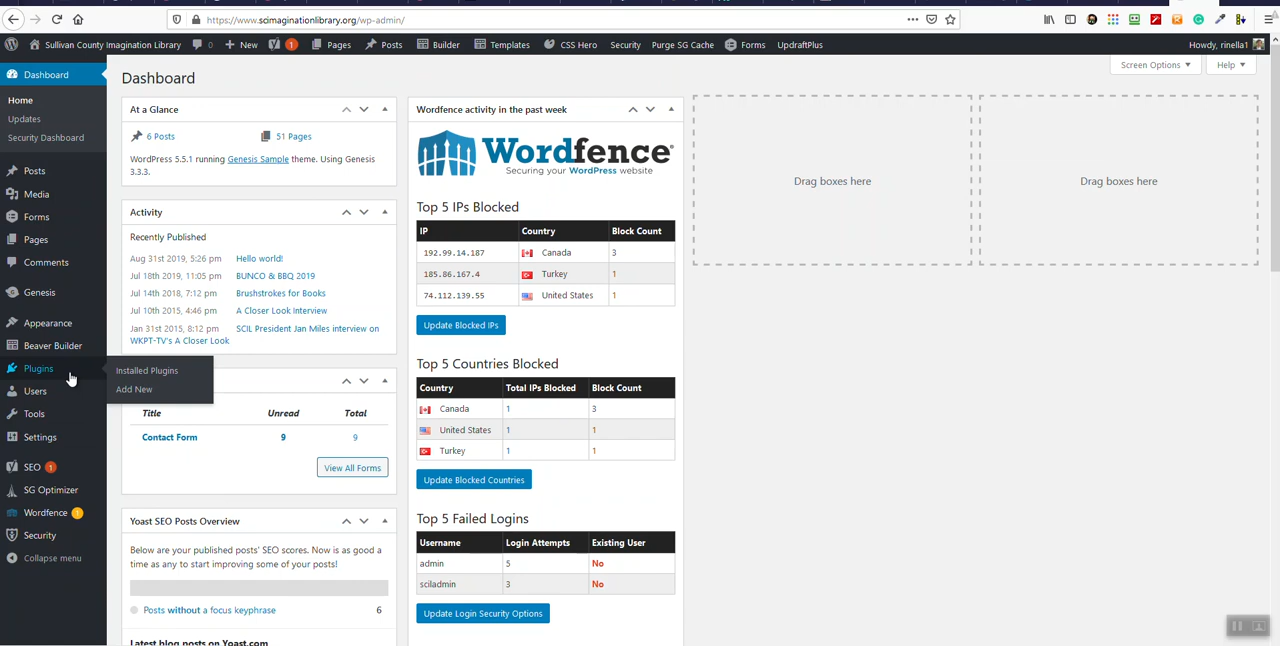 https://www.scimaginationlibrary.org/wp-admin/
Sullivan County Imagination Library 0 New 1 Pages Posts Builder Templates CSS Hero Security Purge SG Cache Forms UpdraftPlus Howdy, rinella1
Dashboard
Home
Updates
Security Dashboard
Posts
Media
Forms
Pages
Comments
Genesis
Appearance
Beaver Builder
Plugins
Installed Plugins
Add New
Users
Tools
Settings
SEO 1
SG Optimizer
Wordfence 1
Security
Collapse menu
Dashboard
Screen Options
Help
At a Glance
6 Posts
51 Pages
WordPress 5.5.1 running Genesis Sample theme. Using Genesis
3.3.3.
Activity
Recently Published
Aug 31st 2019, 5:26 pm Hello world!
Jul 18th 2019, 11:05 pm BUNCO & BBQ 2019
Jul 14th 2018, 7:12 pm Brushstrokes for Books
Jul 10th 2015, 4:46 pm A Closer Look Interview
Jan 31st 2015, 8:12 pm SCIL President Jan Miles interview on
WKPT-TV's A Closer Look
Title Unread Total
Contact Form 9 9
View All Forms
Yoast SEO Posts Overview
Below are your published posts' SEO scores. Now is as good a
time as any to start improving some of your posts!
Posts without a focus keyphrase 6
Latest blog posts on Yoast.com
Wordfence activity in the past week
Wordfence®
Securing your WordPress website
Top 5 IPs Blocked
IP Country Block Count
192.99.14.187 Canada 3
185.86.167.4 Turkey 1
74.112.139.55 United States 1
Update Blocked IPs
Top 5 Countries Blocked
Country Total IPs Blocked Block Count
Canada 1 3
United States 1 1
Turkey 1 1
Update Blocked Countries
Top 5 Failed Logins
Username Login Attempts Existing User
admin 5 No
sciladmin 3 No
Update Login Security Options
Drag boxes here
Drag boxes here